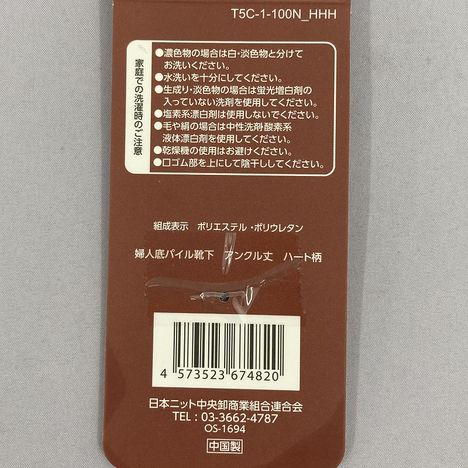 T5C-1-100N_HHH
家庭での洗濯時のご注意
●濃色物の場合は白・淡色物と分けて
お洗いください。
●水洗いを十分にしてください。
●生成り・淡色物の場合は蛍光増白剤の
入っていない洗剤を使用してください。
●塩素系漂白剤は使用しないでください。
●毛や絹の場合は中性洗剤・酸素系
液体漂白剤を使用してください。
●乾燥機の使用はお避けください。
●口ゴム部を上にして陰干ししてください。
組成表示 ポリエステル・ポリウレタン
婦人底パイル靴下 アンクル丈 ハート柄
4 573523 674820
日本ニット中央卸商業組合連合会
TEL : 03-3662-4787
OS-1694
中国製